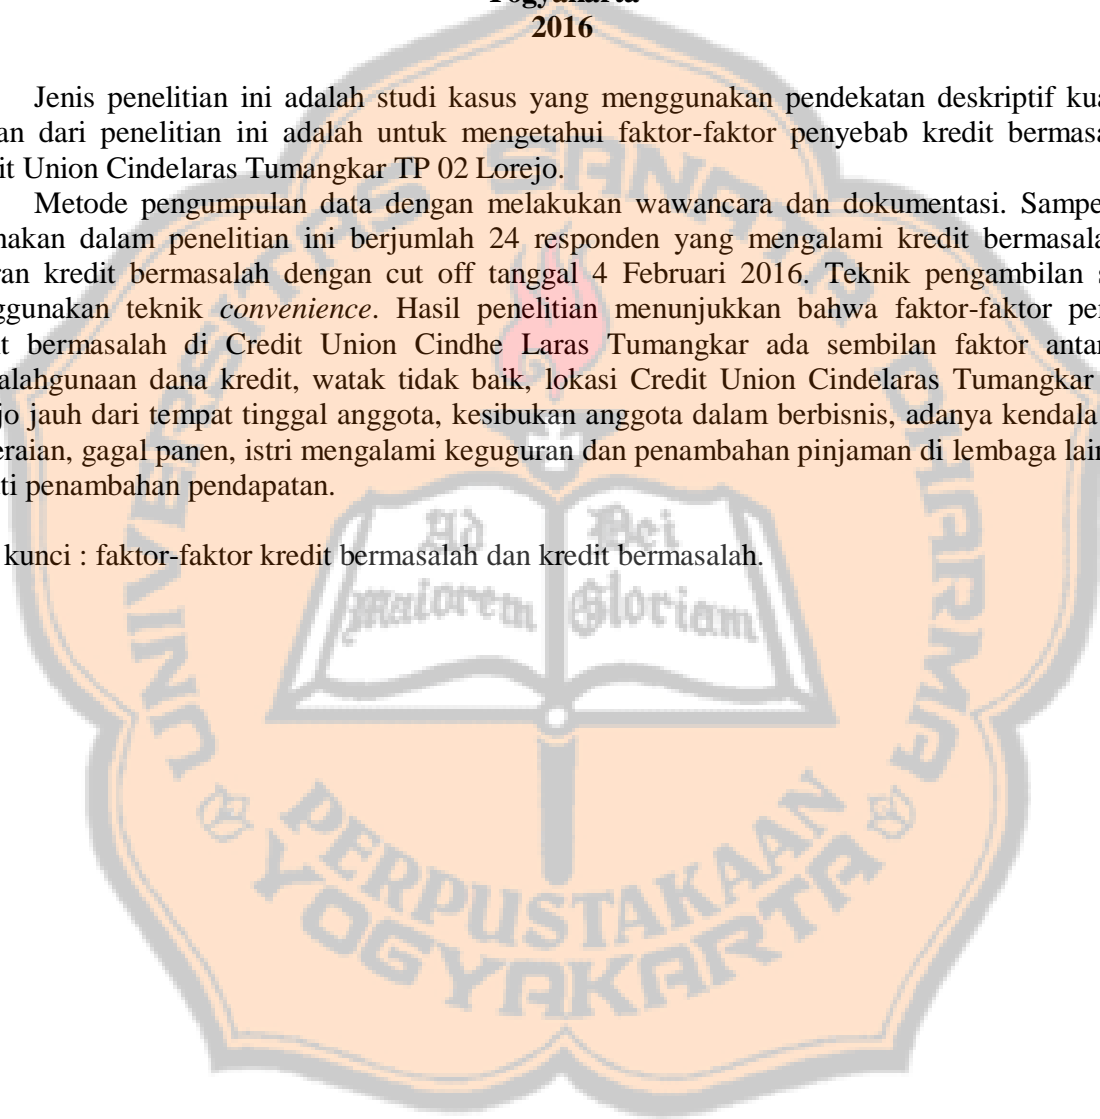 Yogyakarta
2016
Jenis penelitian ini adalah studi kasus yang menggunakan pendekatan deskriptif kua
an dari penelitian ini adalah untuk mengetahui faktor-faktor penyebab kredit bermasa
it Union Cindelaras Tumangkar TP 02 Lorejo.
Metode pengumpulan data dengan melakukan wawancara dan dokumentasi. Sampe
nakan dalam penelitian ini berjumlah 24 responden yang mengalami kredit bermasala
ran kredit bermasalah dengan cut off tanggal 4 Februari 2016. Teknik pengambilan s
ggunakan teknik convenience. Hasil penelitian menunjukkan bahwa faktor-faktor pe
t bermasalah di Credit Union Cindhe Laras Tumangkar ada sembilan faktor antar
alahgunaan dana kredit, watak tidak baik, lokasi Credit Union Cindelaras Tumangkar
jo jauh dari tempat tinggal anggota, kesibukan anggota dalam berbisnis, adanya kendala
eraian, gagal panen, istri mengalami keguguran dan penambahan pinjaman di lembaga lain
ti penambahan pendapatan.
kunci : faktor-faktor kredit bermasalah dan kredit bermasalah.
UNIVERSITAS SANATA DHARMA
Ad maiorem
Dei Gloriam
PERPUSTAKAAN
YOGYAKARTA